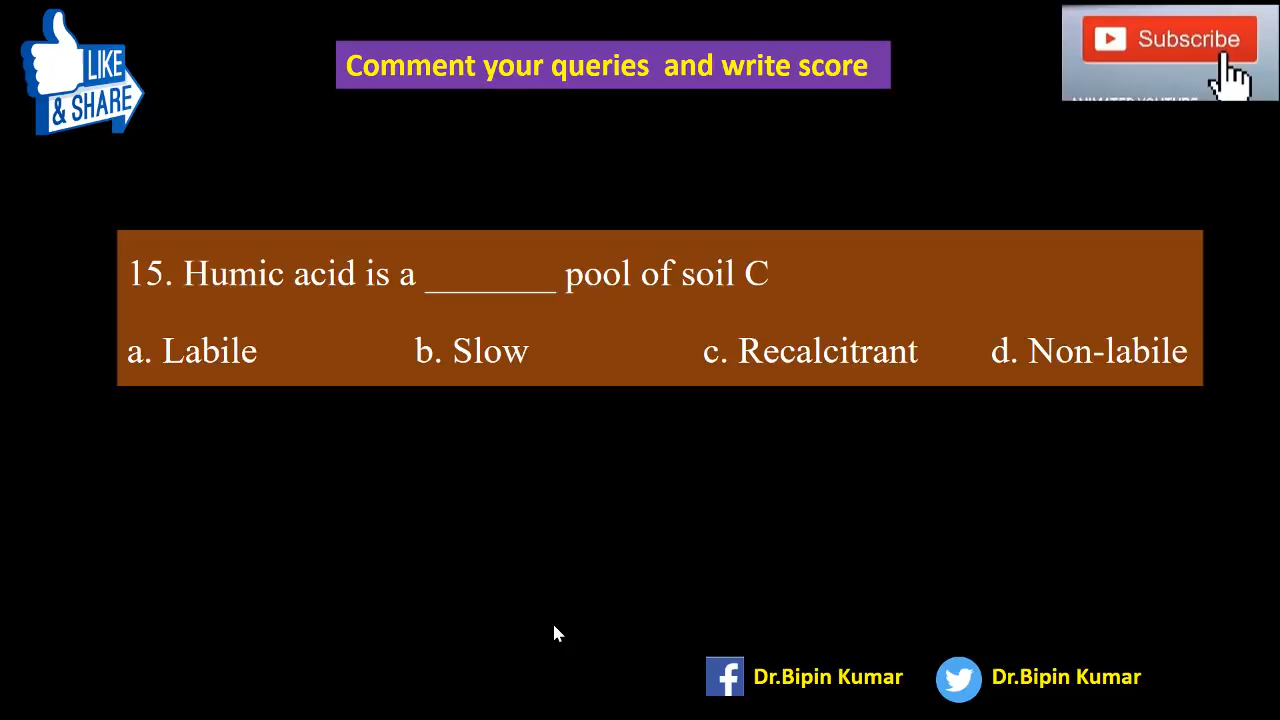 LIKE
& SHARE
Comment your queries and write score
Subscribe
15. Humic acid is a _______ pool of soil C
a. Labile b. Slow c. Recalcitrant d. Non-labile
Dr.Bipin Kumar Dr.Bipin Kumar